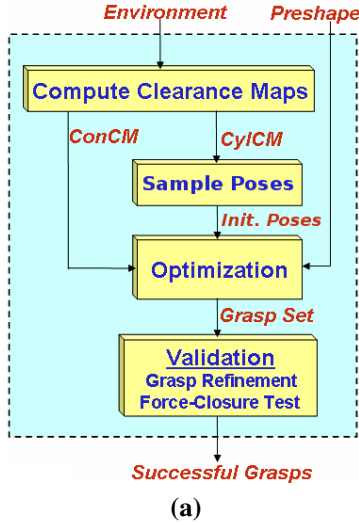 Environment
Preshape
Compute Clearance Maps
ConCM
CylCM
Sample Poses
Init. Poses
Optimization
Grasp Set
Validation
Grasp Refinement
Force-Closure Test
Successful Grasps
(a)